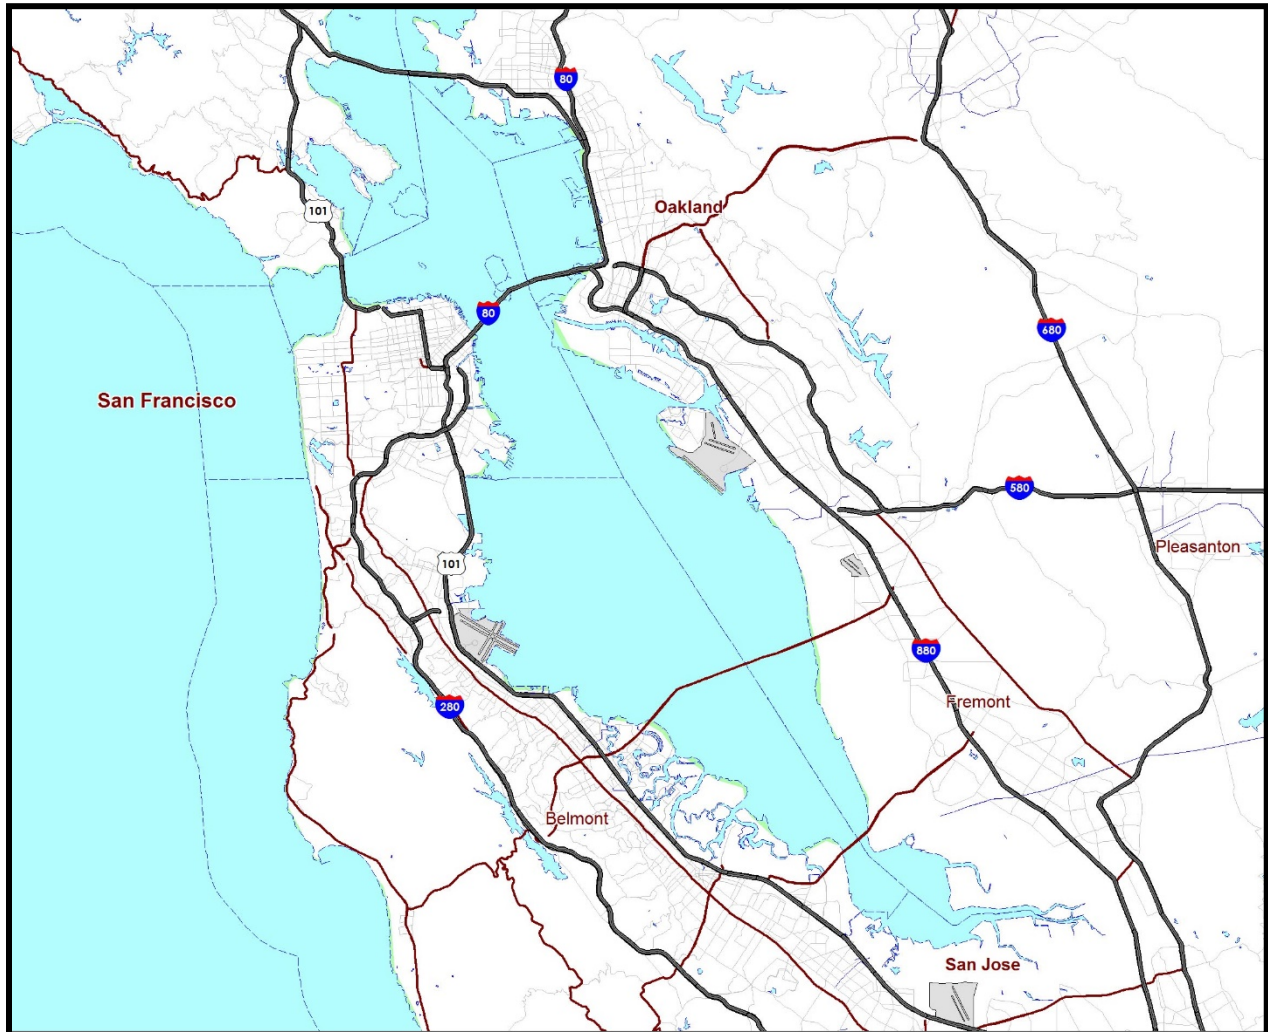 80
101
Oakland
80
680
San Francisco
580
Pleasanton
101
880
Fremont
280
Belmont
San Jose